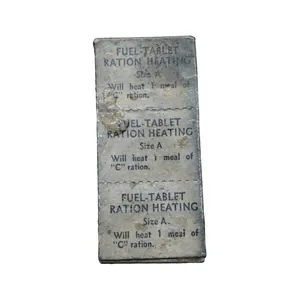 FUEL-TABLET
RATION HEATING
Size A
Will heat 1 meal of
"C" ration.
FUEL-TABLET
RATION HEATING
Size A
Will heat 1 meal of
"C" ration.
FUEL-TABLET
RATION HEATING
Size A.
Will heat 1 meal of
"C" ration.